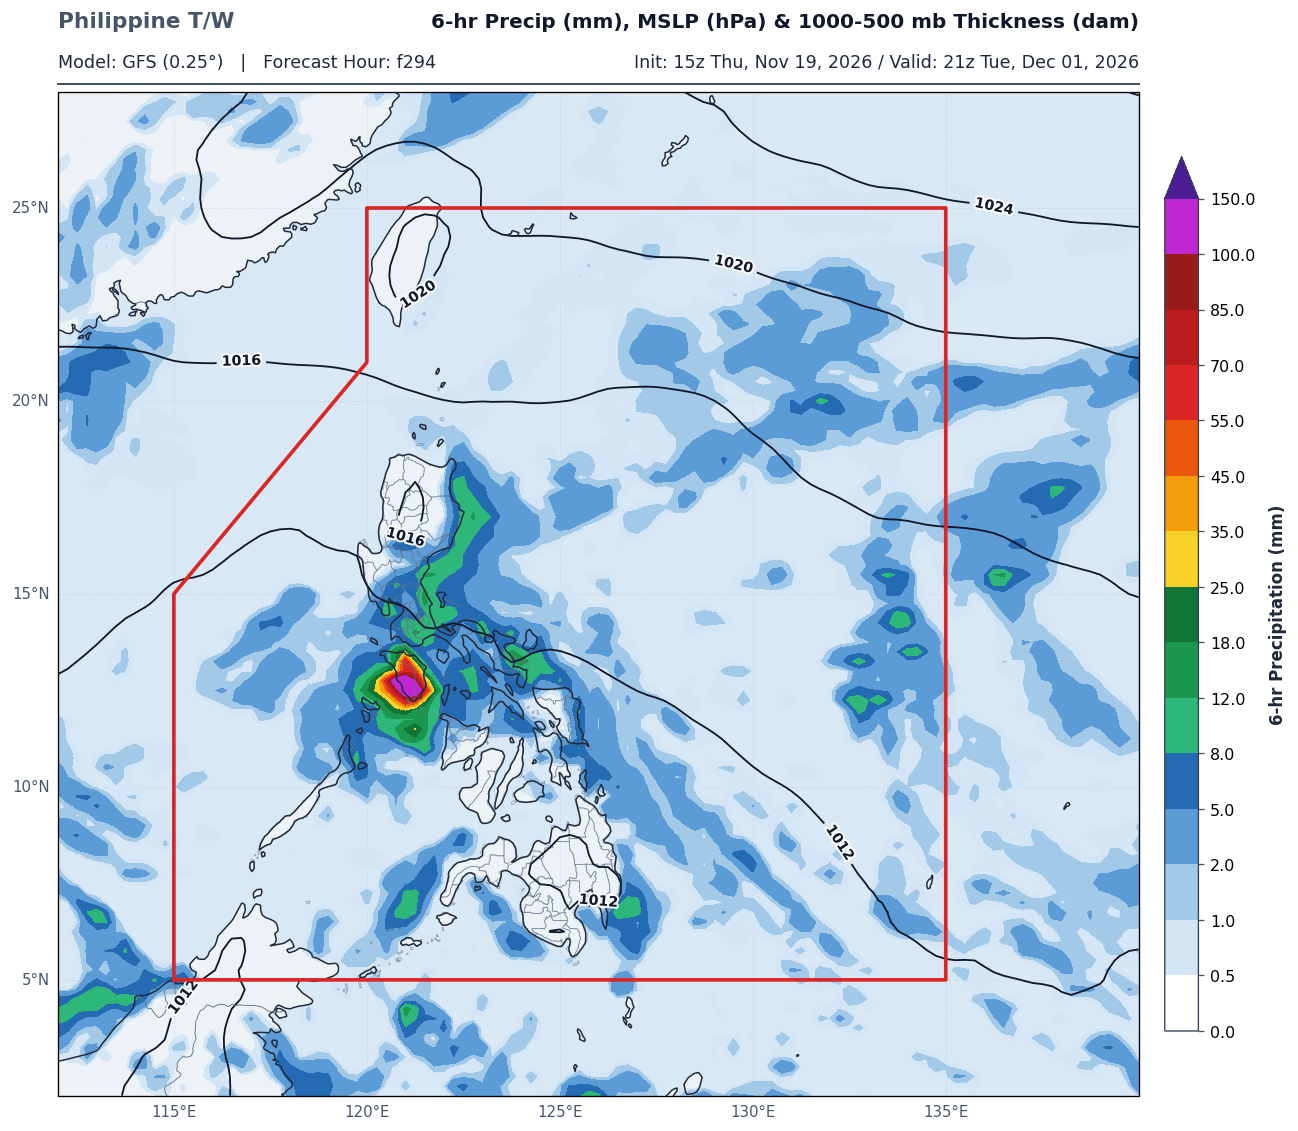 Philippine T/W
6-hr Precip (mm), MSLP (hPa) & 1000-500 mb Thickness (dam)
Model: GFS (0.25°) | Forecast Hour: f294
Init: 15z Thu, Nov 19, 2026 / Valid: 21z Tue, Dec 01, 2026
25°N
20°N
15°N
10°N
5°N
115°E
120°E
125°E
130°E
135°E
1024
1020
1020
1016
1016
1012
1012
1012
150.0
100.0
85.0
70.0
55.0
45.0
35.0
25.0
18.0
12.0
8.0
5.0
2.0
1.0
0.5
0.0
6-hr Precipitation (mm)